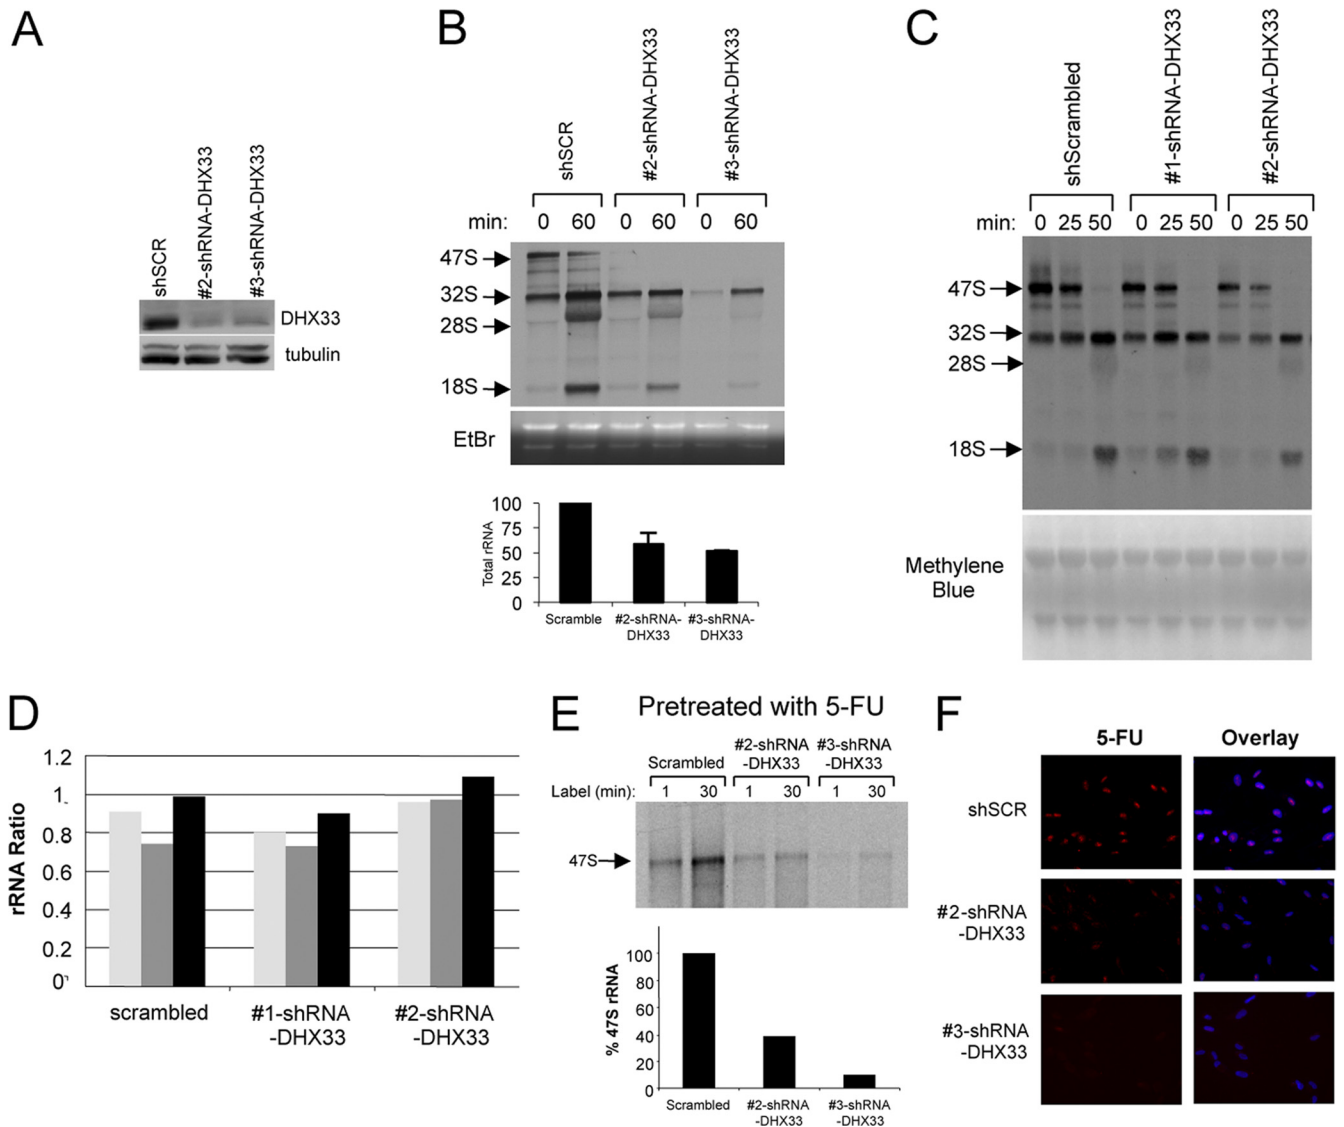 A
shSCR
#2-shRNA-DHX33
#3-shRNA-DHX33
DHX33
tubulin
B
shSCR
#2-shRNA-DHX33
#3-shRNA-DHX33
min: 0 60 0 60 0 60
47S
32S
28S
18S
EtBr
Total rRNA
100
75
50
25
0
Scramble
#2-shRNA-
DHX33
#3-shRNA-
DHX33
C
shScrambled
#1-shRNA-DHX33
#2-shRNA-DHX33
min: 0 25 50 0 25 50 0 25 50
47S
32S
28S
18S
Methylene
Blue
D
rRNA Ratio
1.2
1.
0.8
0.6
0.4
0.2
0
scrambled
#1-shRNA
-DHX33
#2-shRNA
-DHX33
E
Pretreated with 5-FU
Scrambled
#2-shRNA
-DHX33
#3-shRNA
-DHX33
Label (min): 1 30 1 30 1 30
47S
% 47S rRNA
100
80
60
40
20
0
Scrambled
#2-shRNA
-DHX33
#3-shRNA
-DHX33
F
5-FU
Overlay
shSCR
#2-shRNA
-DHX33
#3-shRNA
-DHX33